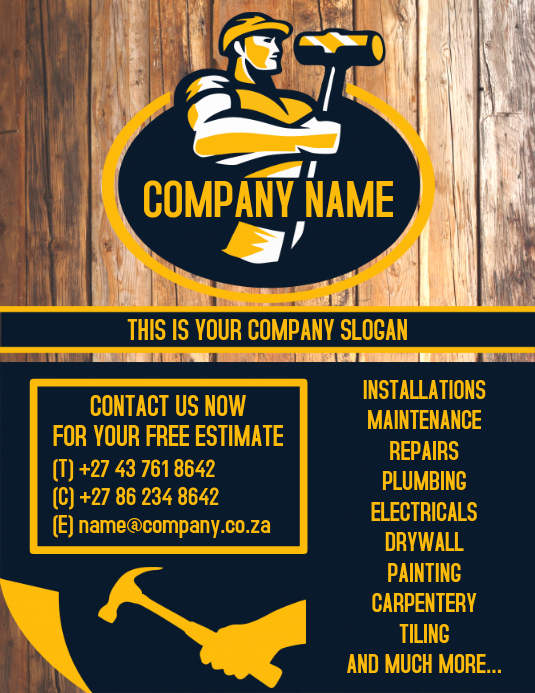 COMPANY NAME
THIS IS YOUR COMPANY SLOGAN
CONTACT US NOW
FOR YOUR FREE ESTIMATE
(T) +27 43 761 8642
(C) +27 86 234 8642
(E) name@company.co.za
INSTALLATIONS
MAINTENANCE
REPAIRS
PLUMBING
ELECTRICALS
DRYWALL
PAINTING
CARPENTERY
TILING
AND MUCH MORE...